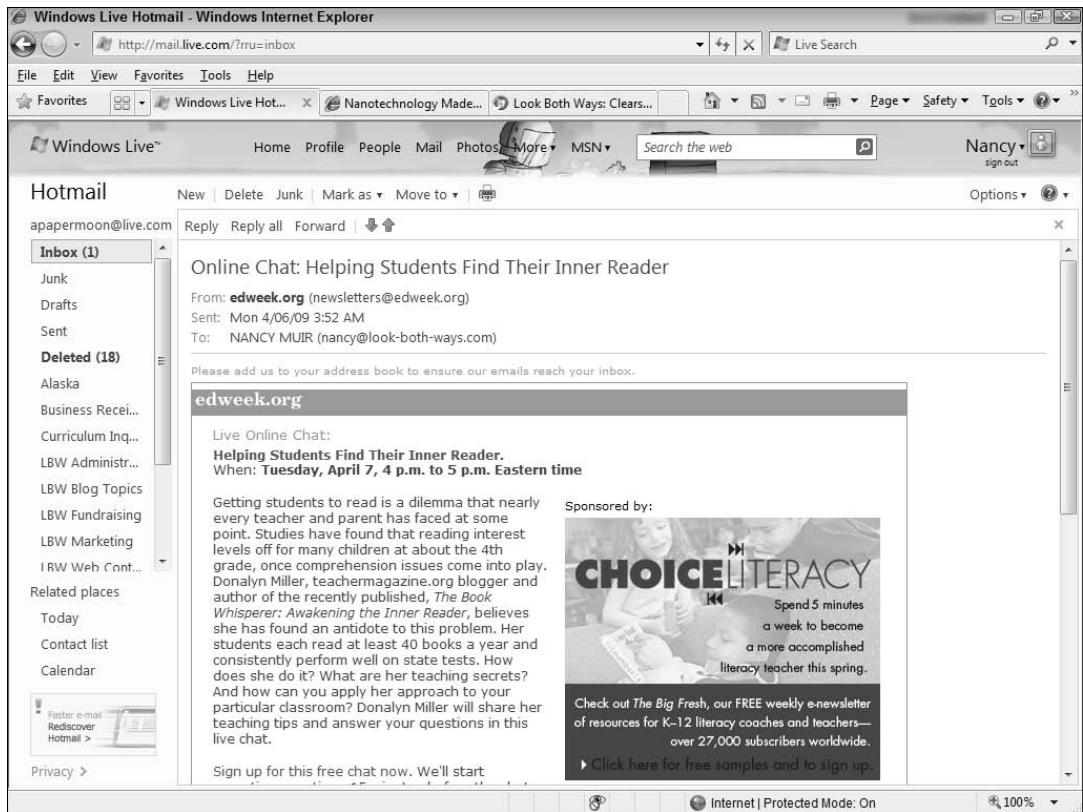 Windows Live Hotmail - Windows Internet Explorer
http://mail.live.com/?rru=inbox
Live Search
File Edit View Favorites Tools Help
Favorites
Windows Live Hot...
Nanotechnology Made...
Look Both Ways: Clears...
Page Safety Tools
Windows Live™
Home Profile People Mail Photos More MSN
Search the web
Nancy
sign out
Hotmail
New Delete Junk Mark as Move to
Options
apapermoon@live.com
Reply Reply all Forward
Inbox (1)
Junk
Drafts
Sent
Deleted (18)
Alaska
Business Recei...
Curriculum Inq...
LBW Administr...
LBW Blog Topics
LBW Fundraising
LBW Marketing
LBW Web Cont...
Related places
Today
Contact list
Calendar
Faster e-mail
Rediscover
Hotmail >
Privacy >
Online Chat: Helping Students Find Their Inner Reader
From: edweek.org (newsletters@edweek.org)
Sent: Mon 4/06/09 3:52 AM
To: NANCY MUIR (nancy@look-both-ways.com)
Please add us to your address book to ensure our emails reach your inbox.
edweek.org
Live Online Chat:
Helping Students Find Their Inner Reader.
When: Tuesday, April 7, 4 p.m. to 5 p.m. Eastern time
Getting students to read is a dilemma that nearly
every teacher and parent has faced at some
point. Studies have found that reading interest
levels off for many children at about the 4th
grade, once comprehension issues come into play.
Donalyn Miller, teachermagazine.org blogger and
author of the recently published, The Book
Whisperer: Awakening the Inner Reader, believes
she has found an antidote to this problem. Her
students each read at least 40 books a year and
consistently perform well on state tests. How
does she do it? What are her teaching secrets?
And how can you apply her approach to your
particular classroom? Donalyn Miller will share her
teaching tips and answer your questions in this
live chat.
Sign up for this free chat now. We'll start
Sponsored by:
CHOICELITERACY
Spend 5 minutes
a week to become
a more accomplished
literacy teacher this spring.
Check out The Big Fresh, our FREE weekly e-newsletter
of resources for K–12 literacy coaches and teachers—
over 27,000 subscribers worldwide.
Click here for free samples and to sign up.
Internet | Protected Mode: On
100%